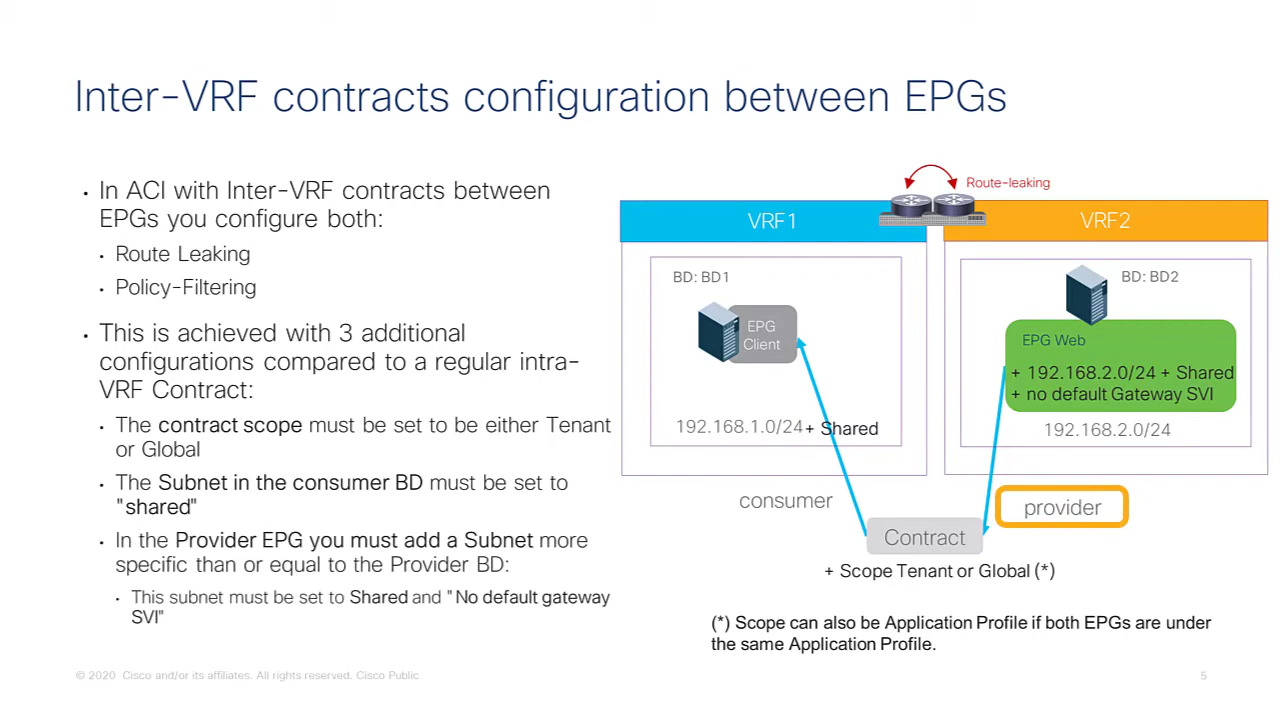 Inter-VRF contracts configuration between EPGs
• In ACI with Inter-VRF contracts between
EPGs you configure both:
• Route Leaking
• Policy-Filtering
• This is achieved with 3 additional
configurations compared to a regular intra-
VRF Contract:
• The contract scope must be set to be either Tenant
or Global
• The Subnet in the consumer BD must be set to
"shared"
• In the Provider EPG you must add a Subnet more
specific than or equal to the Provider BD:
• This subnet must be set to Shared and "No default gateway
SVI"
Route-leaking
VRF1
VRF2
BD: BD1
EPG
Client
192.168.1.0/24 + Shared
BD: BD2
EPG Web
+ 192.168.2.0/24 + Shared
+ no default Gateway SVI
192.168.2.0/24
consumer
provider
Contract
+ Scope Tenant or Global (*)
(*) Scope can also be Application Profile if both EPGs are under
the same Application Profile.
© 2020 Cisco and/or its affiliates. All rights reserved. Cisco Public
5